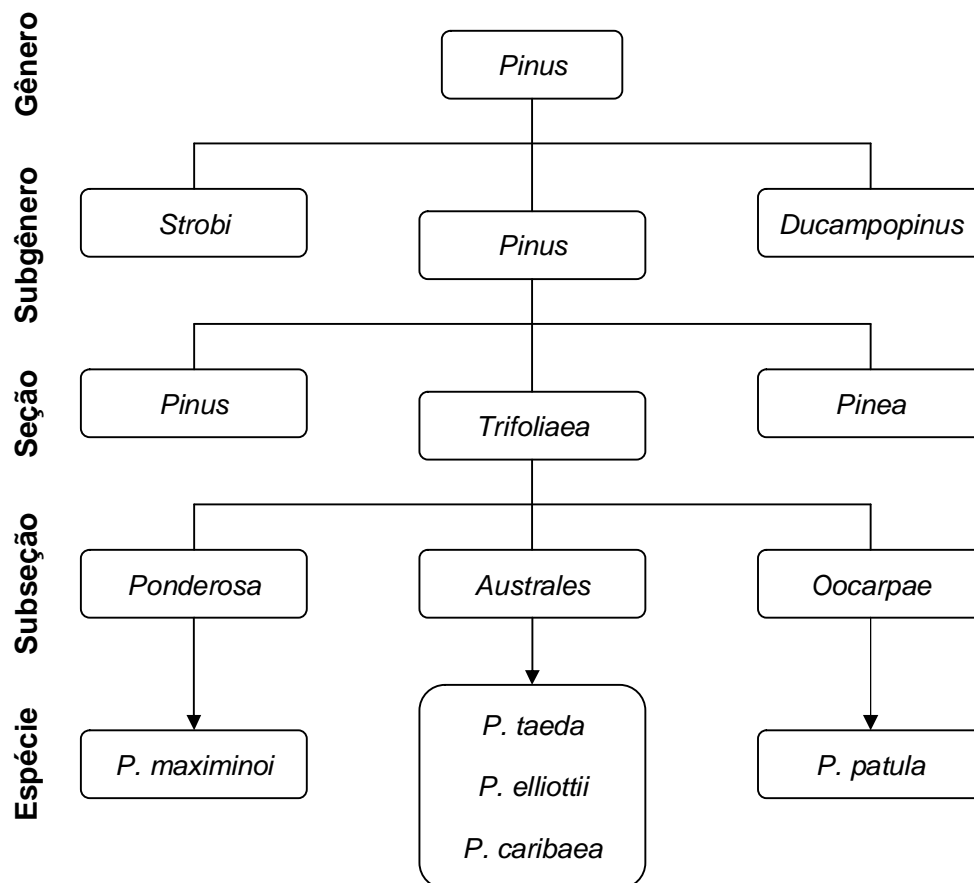 Gênero
Pinus
Subgênero
Strobi
Pinus
Ducampopinus
Seção
Pinus
Trifoliaea
Pinea
Subseção
Ponderosa
Australes
Oocarpae
Espécie
P. maximinoi
P. taeda
P. elliottii
P. caribaea
P. patula